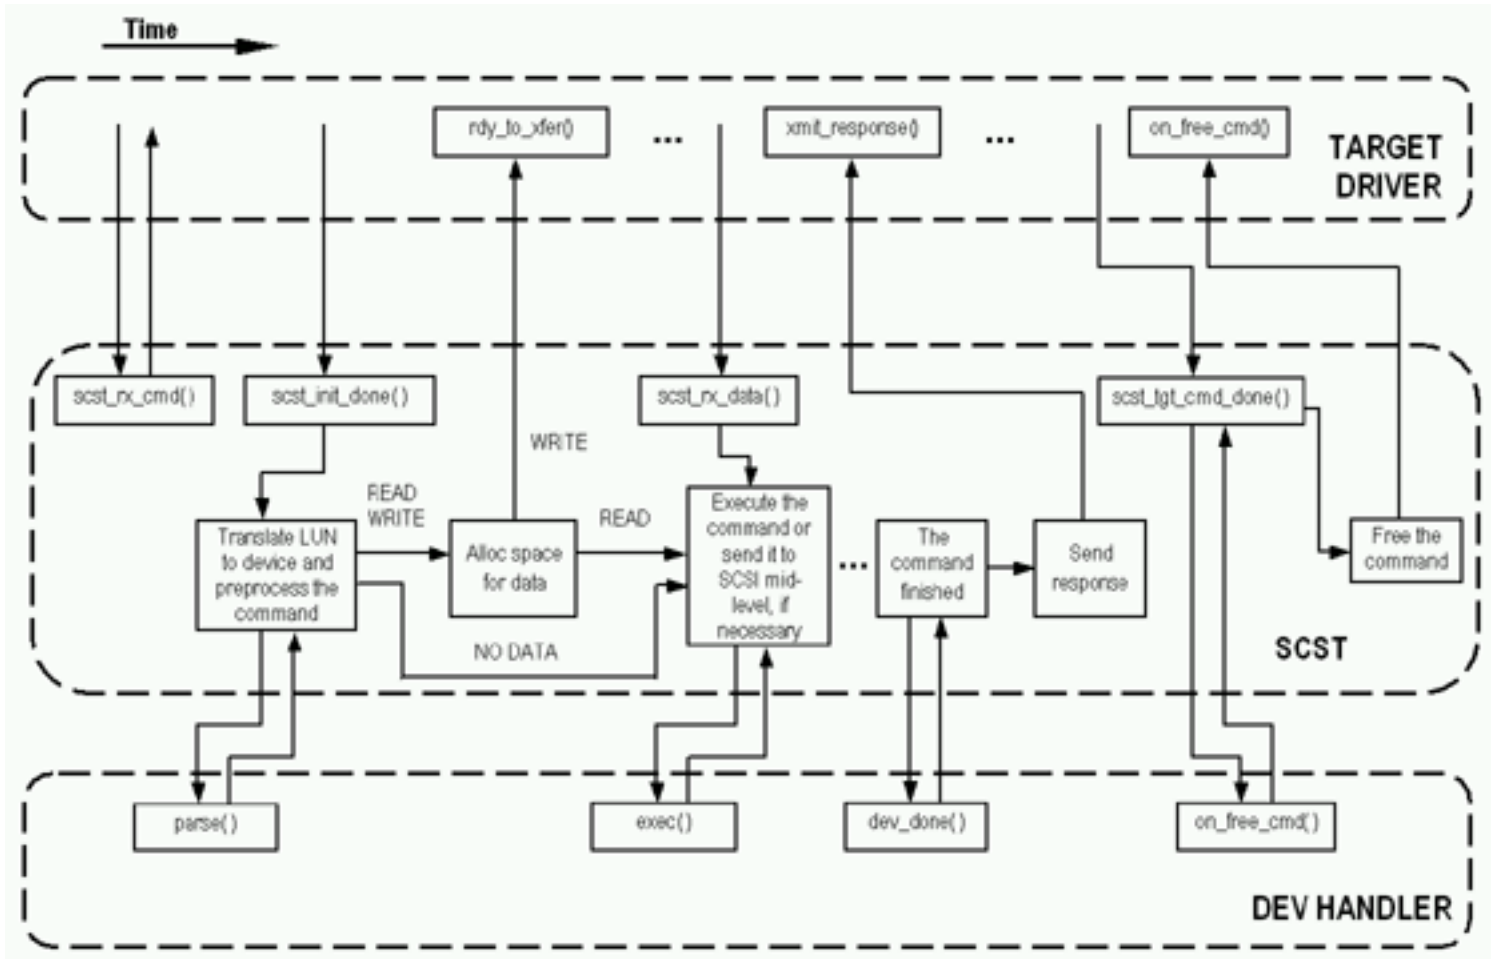 Time
rdy_to_xfer()
...
xmit_response()
...
on_free_cmd()
TARGET
DRIVER
scst_rx_cmd()
scst_init_done()
scst_rx_data()
scst_tgt_cmd_done()
WRITE
READ
WRITE
READ
Translate LUN
to device and
preprocess the
command
Alloc space
for data
Execute the
command or
send it to
SCSI mid-
level, if
necessary
...
The
command
finished
Send
response
Free the
command
NO DATA
SCST
parse()
exec()
dev_done()
on_free_cmd()
DEV HANDLER